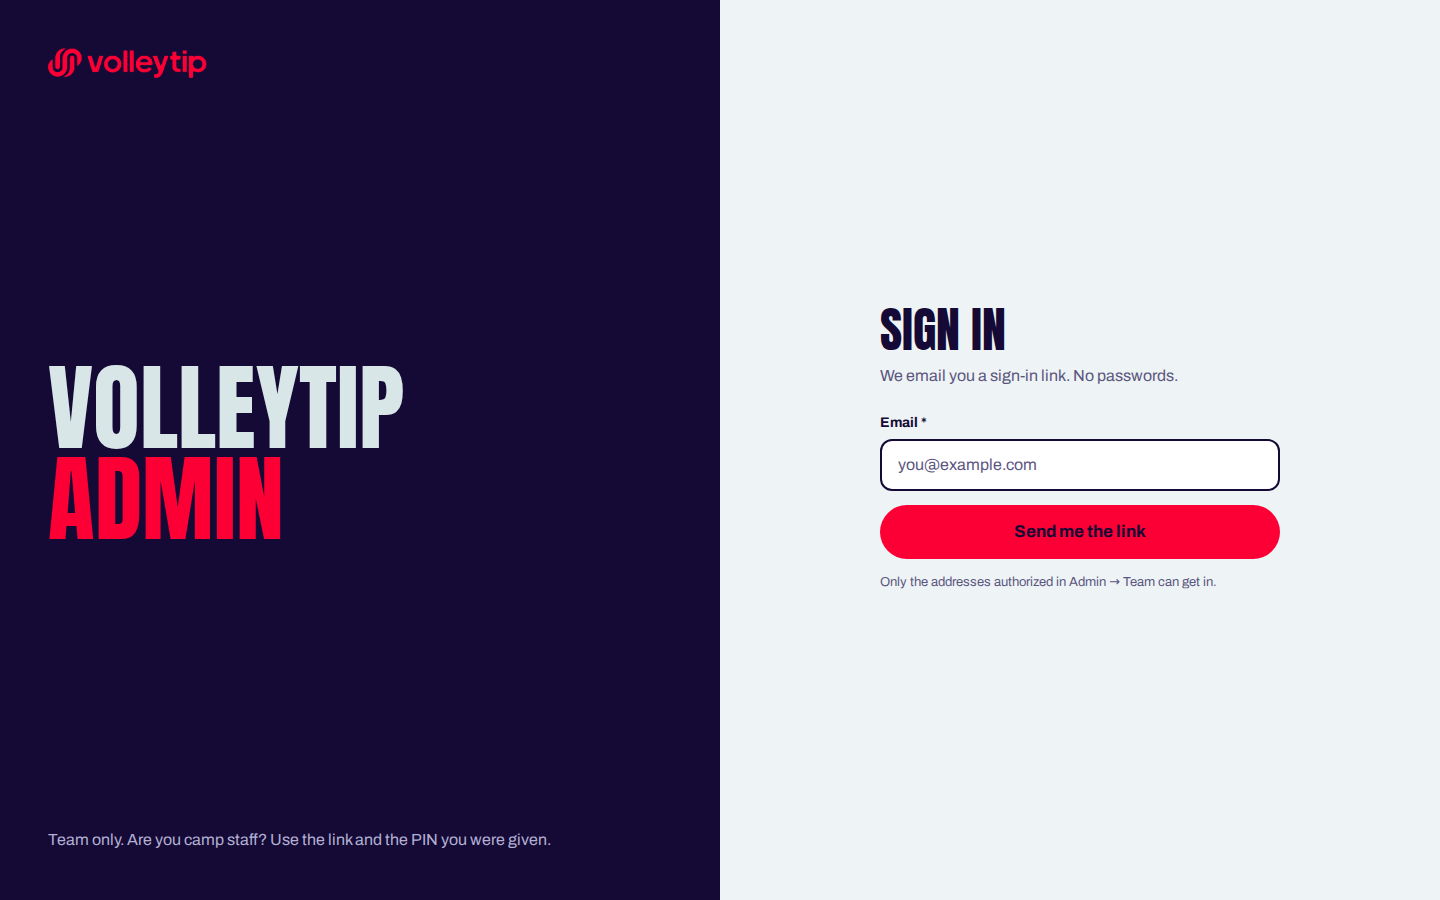 volleytip
VOLLEYTIP
ADMIN
Team only. Are you camp staff? Use the link and the PIN you were given.
SIGN IN
We email you a sign-in link. No passwords.
Email *
you@example.com
Send me the link
Only the addresses authorized in Admin → Team can get in.